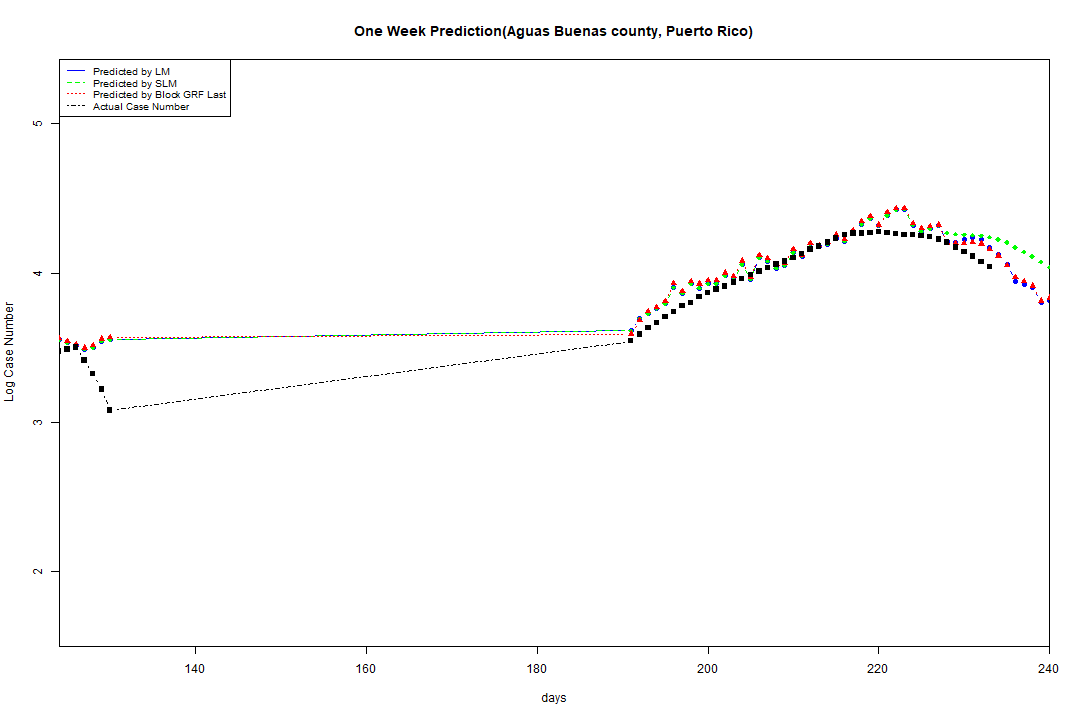 One Week Prediction(Aguas Buenas county, Puerto Rico)
Predicted by LM
Predicted by SLM
Predicted by Block GRF Last
Actual Case Number
5
4
3
2
Log Case Number
140 160 180 200 220 240
days